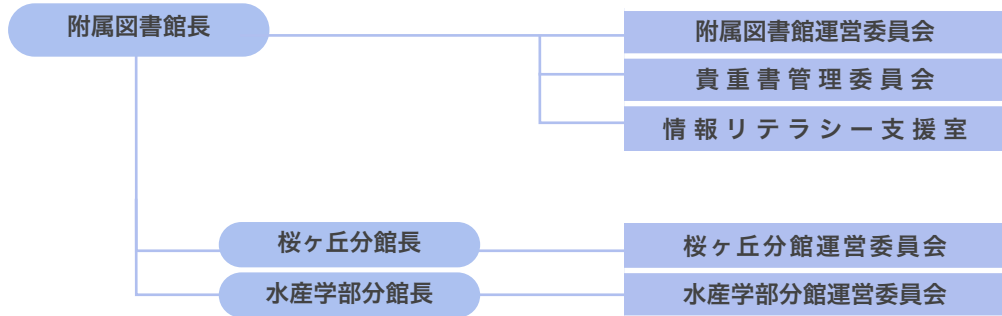 附属図書館長
附属図書館運営委員会
貴重書管理委員会
情報リテラシー支援室
桜ヶ丘分館長
桜ヶ丘分館運営委員会
水産学部分館長
水産学部分館運営委員会